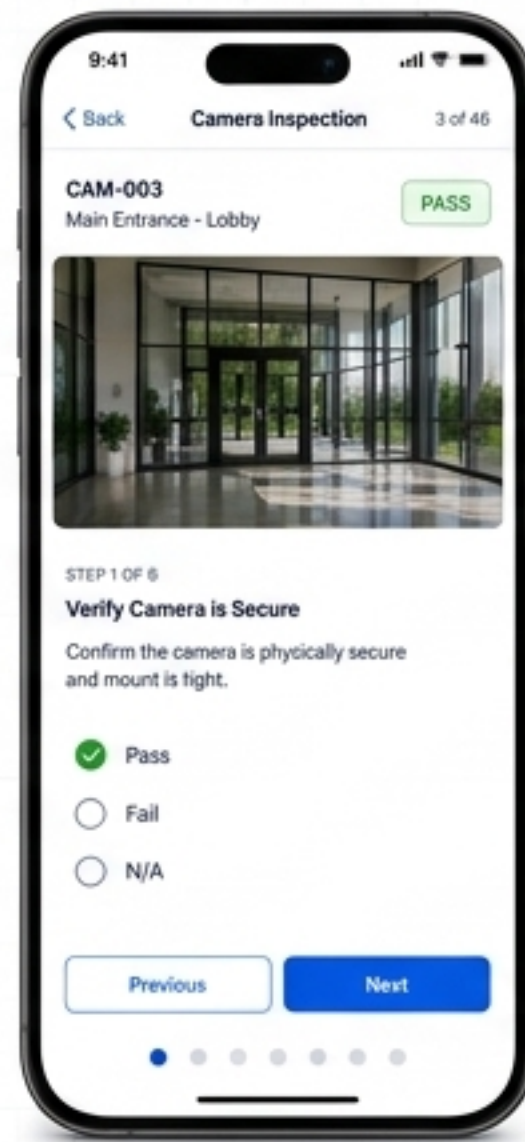 9:41
Back
Camera Inspection
3 of 46
CAM-003
PASS
Main Entrance - Lobby
STEP 1 OF 6
Verify Camera is Secure
Confirm the camera is physically secure
and mount is tight.
Pass
Fail
N/A
Previous
Next